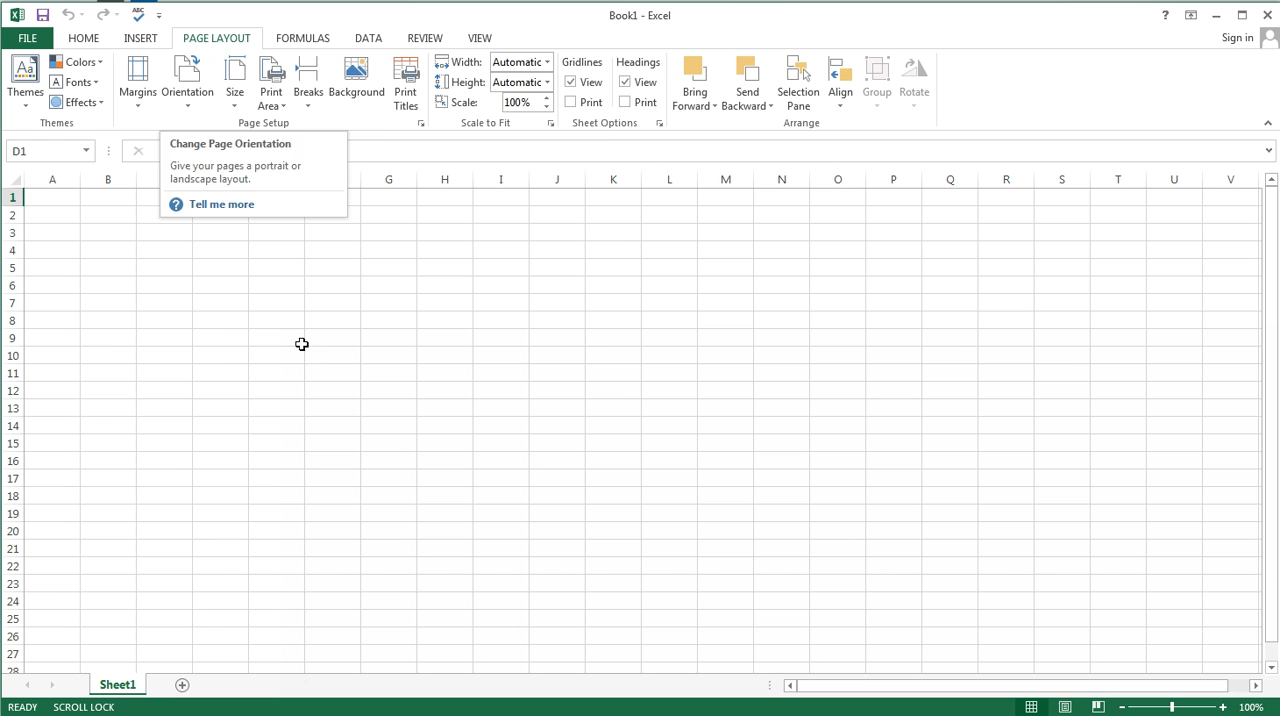 ABC
Book1 - Excel
?
FILE HOME INSERT PAGE LAYOUT FORMULAS DATA REVIEW VIEW Sign in
Themes Colors Fonts Effects
Margins Orientation Size Print Area Breaks Background Print Titles
Width: Automatic
Height: Automatic
Scale: 100%
Gridlines Headings
View View
Print Print
Bring Forward Send Backward Selection Pane Align Group Rotate
Themes Page Setup Scale to Fit Sheet Options Arrange
D1
Change Page Orientation
Give your pages a portrait or
landscape layout.
? Tell me more
A B G H I J K L M N O P Q R S T U V
1
2
3
4
5
6
7
8
9
10
11
12
13
14
15
16
17
18
19
20
21
22
23
24
25
26
27
28
Sheet1
READY SCROLL LOCK 100%